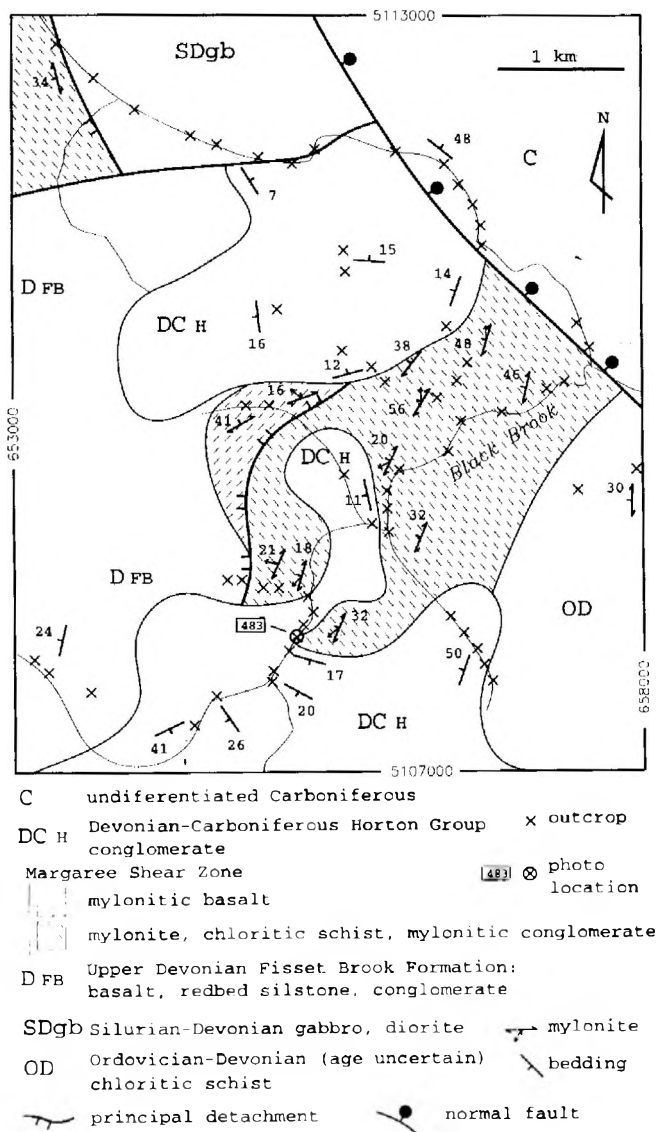 5113000
SDgb
1 km
34
48
N
C
7
15
D FB
14
DC H
16
38
48
12
46
16
56
41
Black Brook
653000
20
DC H
30
11
32
21
18
D FB
OD
483
32
24
50
17
658000
20
DC H
41
26
5107000
C undiferentiated Carboniferous
DC H Devonian-Carboniferous Horton Group conglomerate
x outcrop
Margaree Shear Zone
483 photo location
mylonitic basalt
mylonite, chloritic schist, mylonitic conglomerate
D FB Upper Devonian Fisset Brook Formation:
basalt, redbed silstone, conglomerate
SDgb Silurian-Devonian gabbro, diorite
mylonite
OD Ordovician-Devonian (age uncertain)
chloritic schist
bedding
principal detachment
normal fault